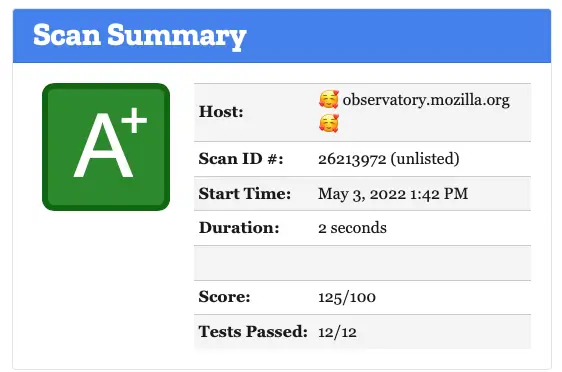 Scan Summary
A+
Host: 🥰 observatory.mozilla.org
🥰
Scan ID #: 26213972 (unlisted)
Start Time: May 3, 2022 1:42 PM
Duration: 2 seconds
Score: 125/100
Tests Passed: 12/12